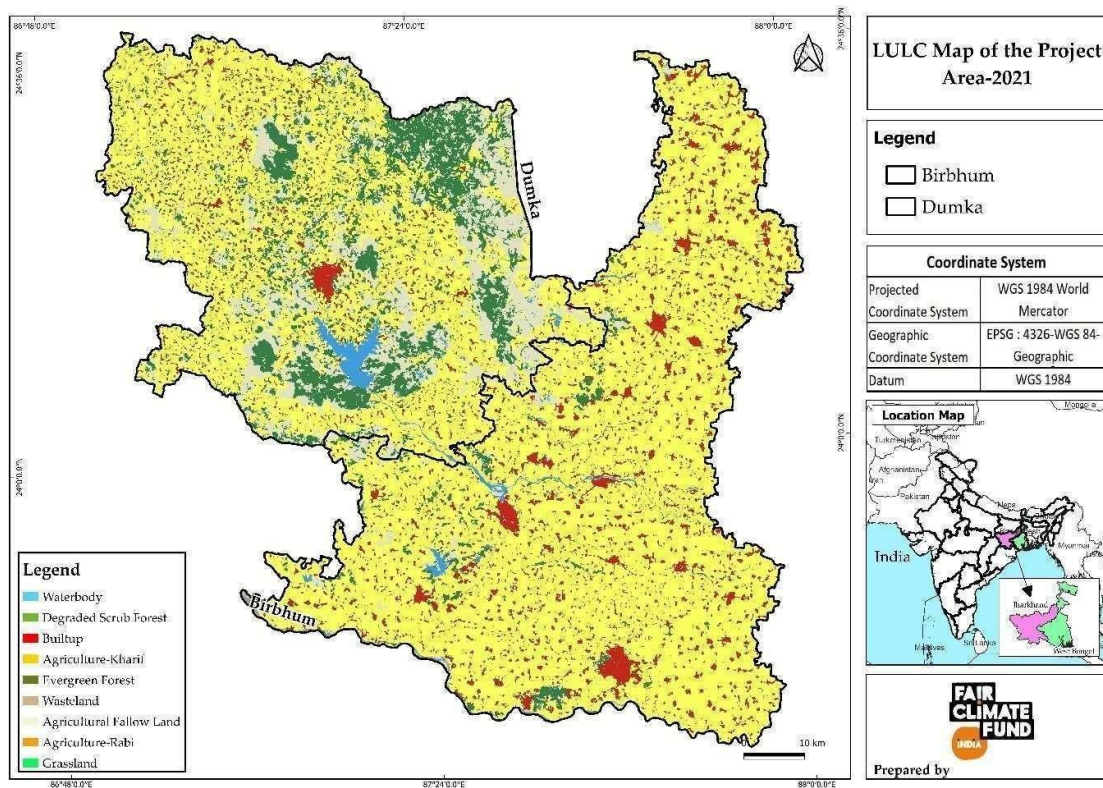 86°48'0.0"E
87°24'0.0"E
88°0'0.0"E
24°36'0.0"N
24°36'0.0"N
24°0'0.0"N
24°0'0.0"N
Dumka
Birbhum
10 km
86°48'0.0"E
87°24'0.0"E
88°0'0.0"E
Legend
Waterbody
Degraded Scrub Forest
Builtup
Agriculture-Kharif
Evergreen Forest
Wasteland
Agricultural Fallow Land
Agriculture-Rabi
Grassland
LULC Map of the Project
Area-2021
Legend
Birbhum
Dumka
Coordinate System
Projected
Coordinate System
WGS 1984 World
Mercator
Geographic
Coordinate System
EPSG : 4326-WGS 84-
Geographic
Datum
WGS 1984
Location Map
Mongolia
Turkmenistan
Afghanistan
Iran
Pakistan
Nepa
Myanmar
India
Jharkhand
West Bengal
Maldives
Sri Lanka
FAIR
CLIMATE
FUND
INDIA
Prepared by